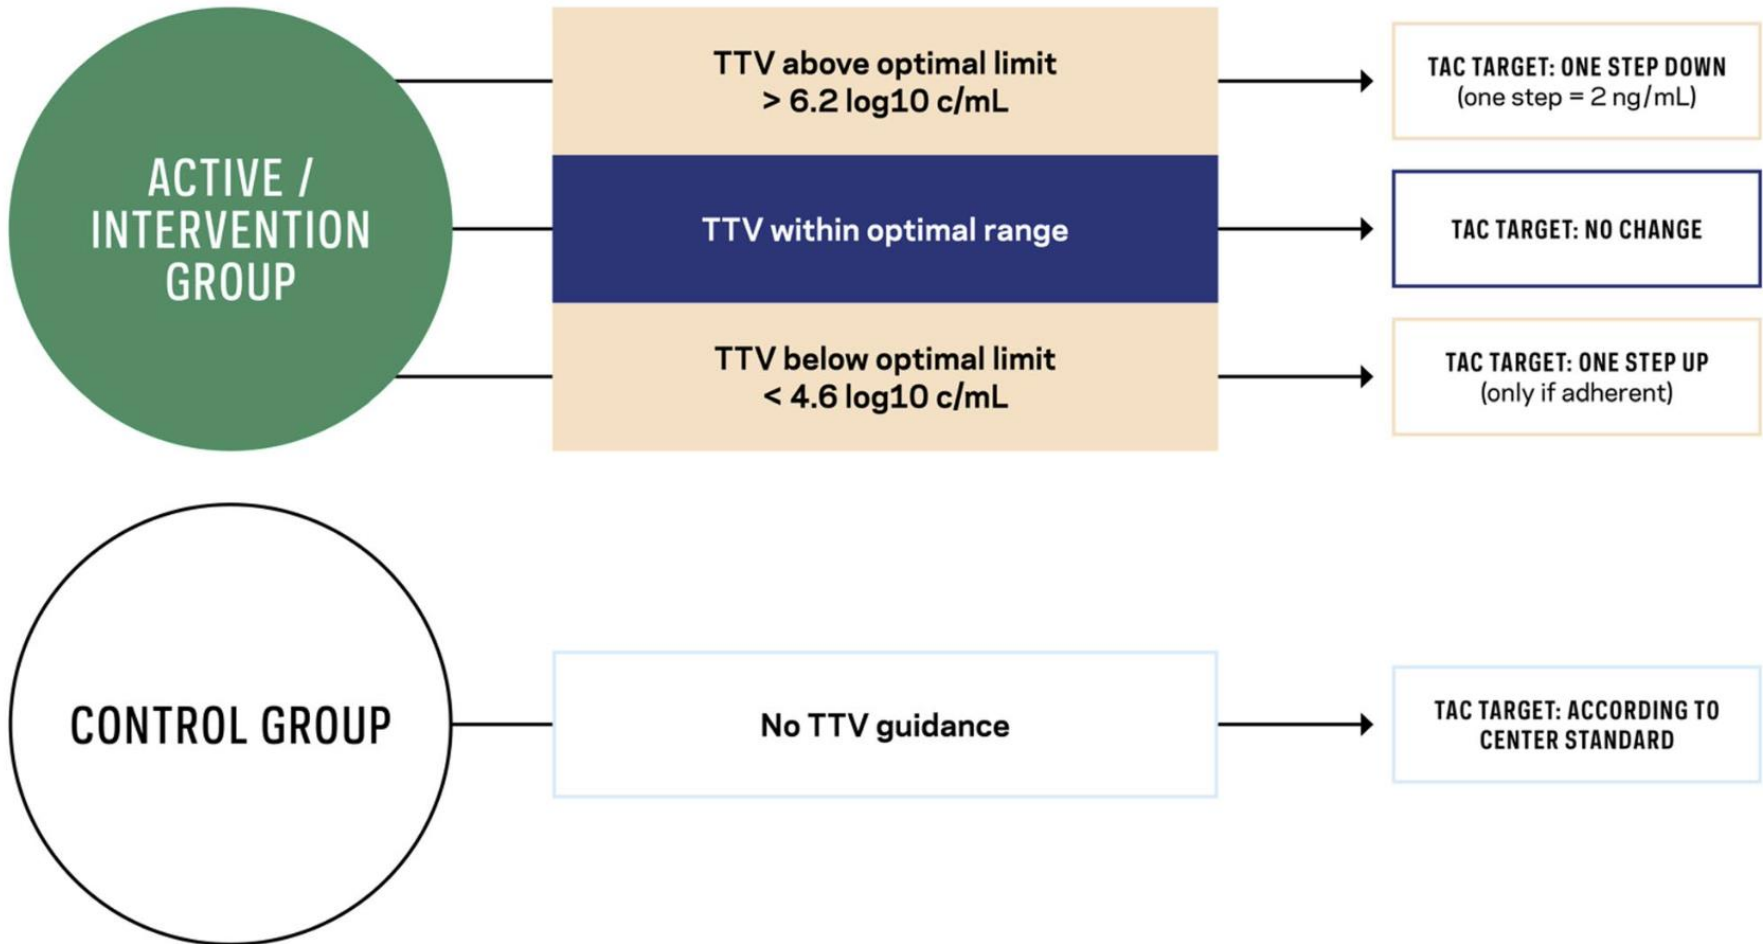 ACTIVE /
INTERVENTION
GROUP
TTV above optimal limit
> 6.2 log10 c/mL
TAC TARGET: ONE STEP DOWN
(one step = 2 ng/mL)
TTV within optimal range
TAC TARGET: NO CHANGE
TTV below optimal limit
< 4.6 log10 c/mL
TAC TARGET: ONE STEP UP
(only if adherent)
CONTROL GROUP
No TTV guidance
TAC TARGET: ACCORDING TO
CENTER STANDARD